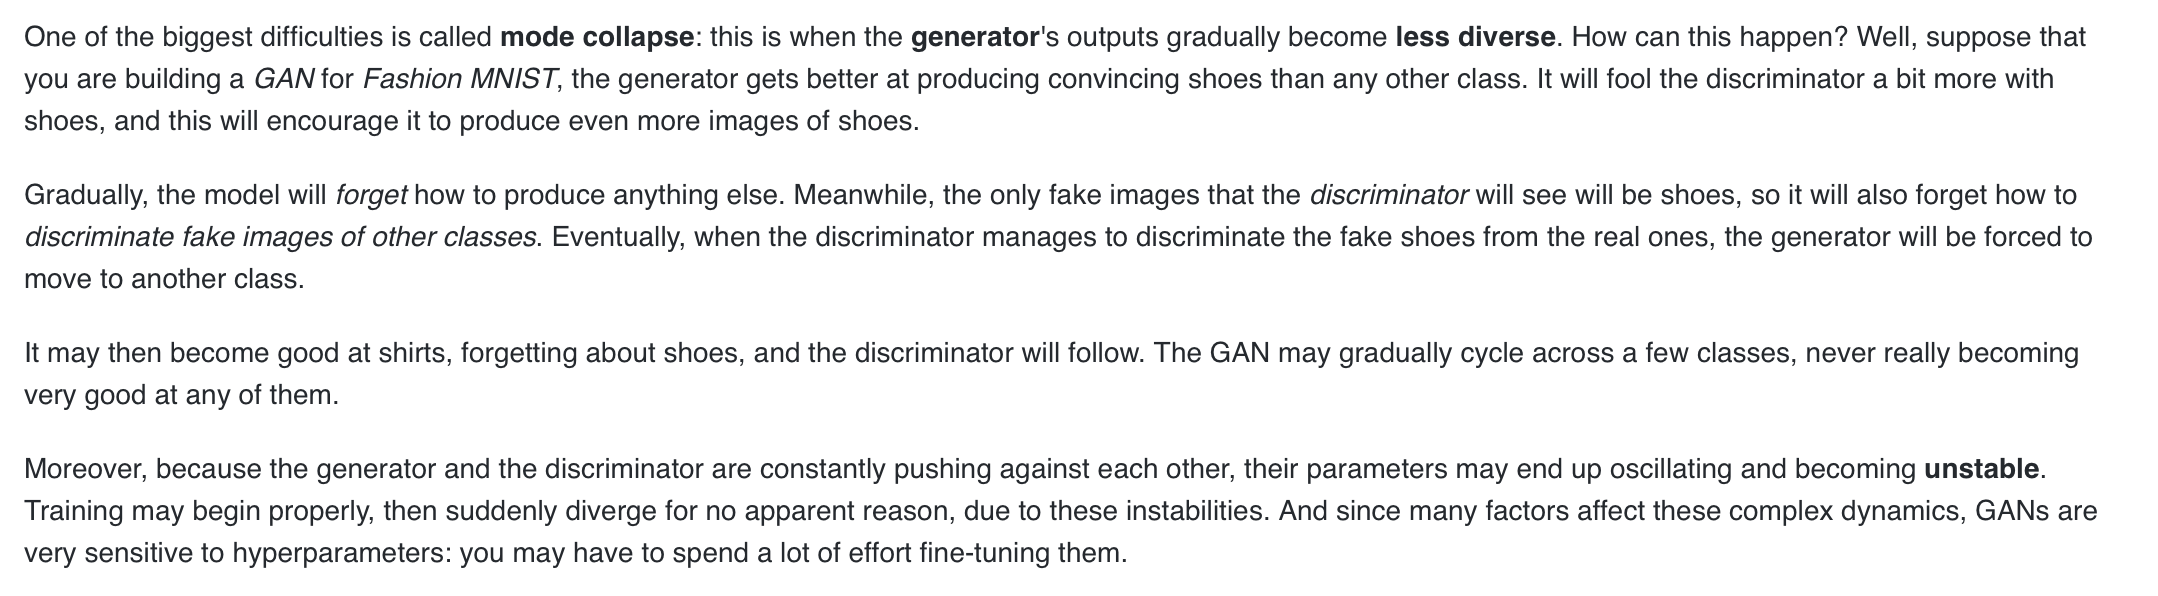 One of the biggest difficulties is called mode collapse: this is when the generator's outputs gradually become less diverse. How can this happen? Well, suppose that
you are building a GAN for Fashion MNIST, the generator gets better at producing convincing shoes than any other class. It will fool the discriminator a bit more with
shoes, and this will encourage it to produce even more images of shoes.
Gradually, the model will forget how to produce anything else. Meanwhile, the only fake images that the discriminator will see will be shoes, so it will also forget how to
discriminate fake images of other classes. Eventually, when the discriminator manages to discriminate the fake shoes from the real ones, the generator will be forced to
move to another class.
It may then become good at shirts, forgetting about shoes, and the discriminator will follow. The GAN may gradually cycle across a few classes, never really becoming
very good at any of them.
Moreover, because the generator and the discriminator are constantly pushing against each other, their parameters may end up oscillating and becoming unstable.
Training may begin properly, then suddenly diverge for no apparent reason, due to these instabilities. And since many factors affect these complex dynamics, GANs are
very sensitive to hyperparameters: you may have to spend a lot of effort fine-tuning them.